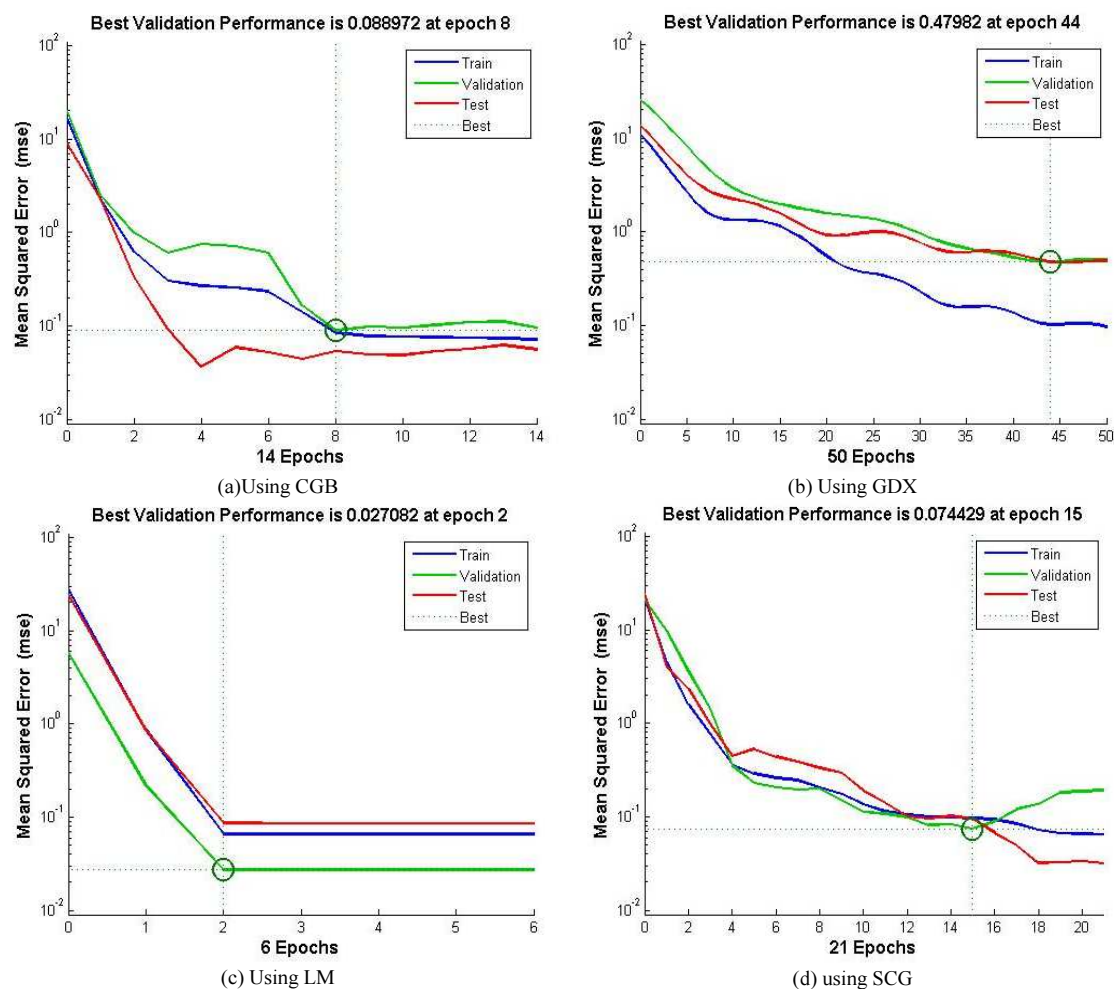 Best Validation Performance is 0.088972 at epoch 8
Mean Squared Error (mse)
10^2
10^1
10^0
10^-1
10^-2
Train
Validation
Test
Best
0 2 4 6 8 10 12 14
14 Epochs
(a)Using CGB
Best Validation Performance is 0.47982 at epoch 44
Mean Squared Error (mse)
10^2
10^1
10^0
10^-1
10^-2
Train
Validation
Test
Best
0 5 10 15 20 25 30 35 40 45 50
50 Epochs
(b) Using GDX
Best Validation Performance is 0.027082 at epoch 2
Mean Squared Error (mse)
10^2
10^1
10^0
10^-1
10^-2
Train
Validation
Test
Best
0 1 2 3 4 5 6
6 Epochs
(c) Using LM
Best Validation Performance is 0.074429 at epoch 15
Mean Squared Error (mse)
10^2
10^1
10^0
10^-1
10^-2
Train
Validation
Test
Best
0 2 4 6 8 10 12 14 16 18 20
21 Epochs
(d) using SCG